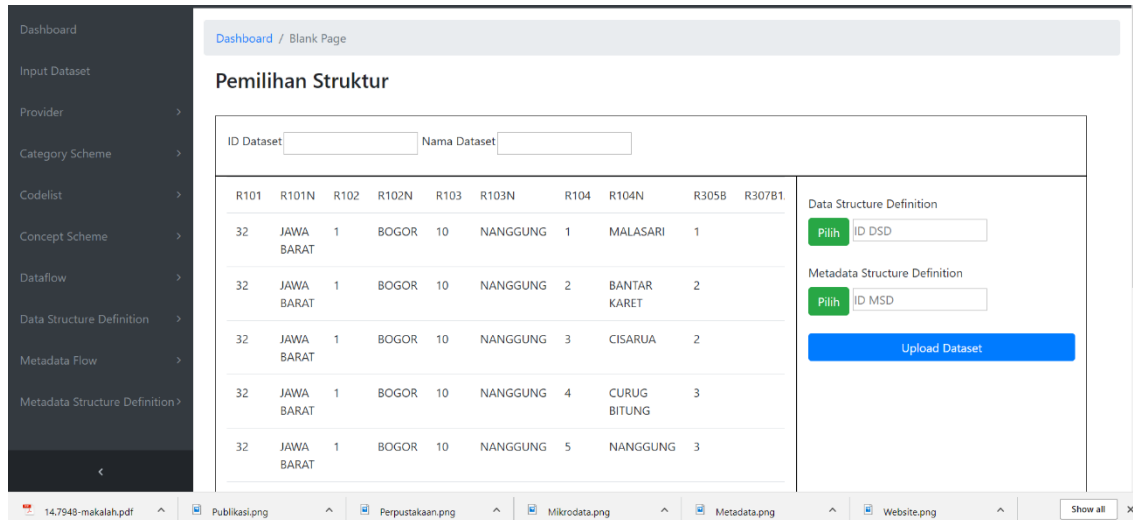 Dashboard
Input Dataset
Provider
Category Scheme
Codelist
Concept Scheme
Dataflow
Data Structure Definition
Metadata Flow
Metadata Structure Definition
Dashboard / Blank Page
Pemilihan Struktur
ID Dataset Nama Dataset
R101 R101N R102 R102N R103 R103N R104 R104N R305B R307B1.
32 JAWA 1 BOGOR 10 NANGGUNG 1 MALASARI 1
BARAT
32 JAWA 1 BOGOR 10 NANGGUNG 2 BANTAR 2
BARAT KARET
32 JAWA 1 BOGOR 10 NANGGUNG 3 CISARUA 2
BARAT
32 JAWA 1 BOGOR 10 NANGGUNG 4 CURUG 3
BARAT BITUNG
32 JAWA 1 BOGOR 10 NANGGUNG 5 NANGGUNG 3
BARAT
Data Structure Definition
Pilih ID DSD
Metadata Structure Definition
Pilih ID MSD
Upload Dataset
14.7948-makalah.pdf Publikasi.png Perpustakaan.png Mikrodata.png Metadata.png Website.png Show all